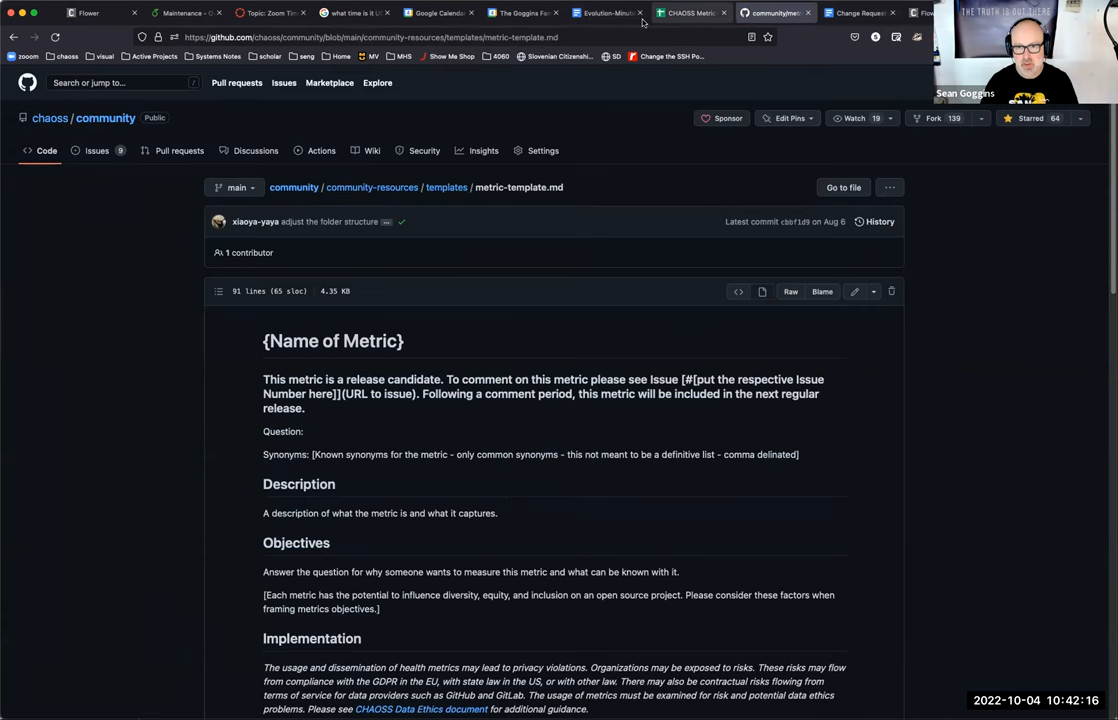 Flower
Maintenance - O
Topic: Zoom Tim
what time is it U
Google Calenda
The Goggins Fam
Evolution-Minute
CHAOSS Metric
community/metr
Change Request
Flow
https://github.com/chaoss/community/blob/main/community-resources/templates/metric-template.md
zooom
chaoss
visual
Active Projects
Systems Notes
scholar
seng
Home
MV
MHS
Show Me Shop
4060
Slovenian Citizenshi...
SD
Change the SSH Po...
THE TRUTH IS OUT THERE
Sean Goggins
Search or jump to...
/
Pull requests
Issues
Marketplace
Explore
chaoss / community
Public
Sponsor
Edit Pins
Watch 19
Fork 139
Starred 64
Code
Issues 9
Pull requests
Discussions
Actions
Wiki
Security
Insights
Settings
main
community / community-resources / templates / metric-template.md
Go to file
...
xiaoya-yaya adjust the folder structure ...
Latest commit cbbf1d9 on Aug 6
History
1 contributor
91 lines (65 sloc)
4.35 KB
Raw
Blame
{Name of Metric}
This metric is a release candidate. To comment on this metric please see Issue [#[put the respective Issue
Number here]](URL to issue). Following a comment period, this metric will be included in the next regular
release.
Question:
Synonyms: [Known synonyms for the metric - only common synonyms - this not meant to be a definitive list - comma delinated]
Description
A description of what the metric is and what it captures.
Objectives
Answer the question for why someone wants to measure this metric and what can be known with it.
[Each metric has the potential to influence diversity, equity, and inclusion on an open source project. Please consider these factors when
framing metrics objectives.]
Implementation
The usage and dissemination of health metrics may lead to privacy violations. Organizations may be exposed to risks. These risks may flow
from compliance with the GDPR in the EU, with state law in the US, or with other law. There may also be contractual risks flowing from
terms of service for data providers such as GitHub and GitLab. The usage of metrics must be examined for risk and potential data ethics
problems. Please see CHAOSS Data Ethics document for additional guidance.
2022-10-04 10:42:16